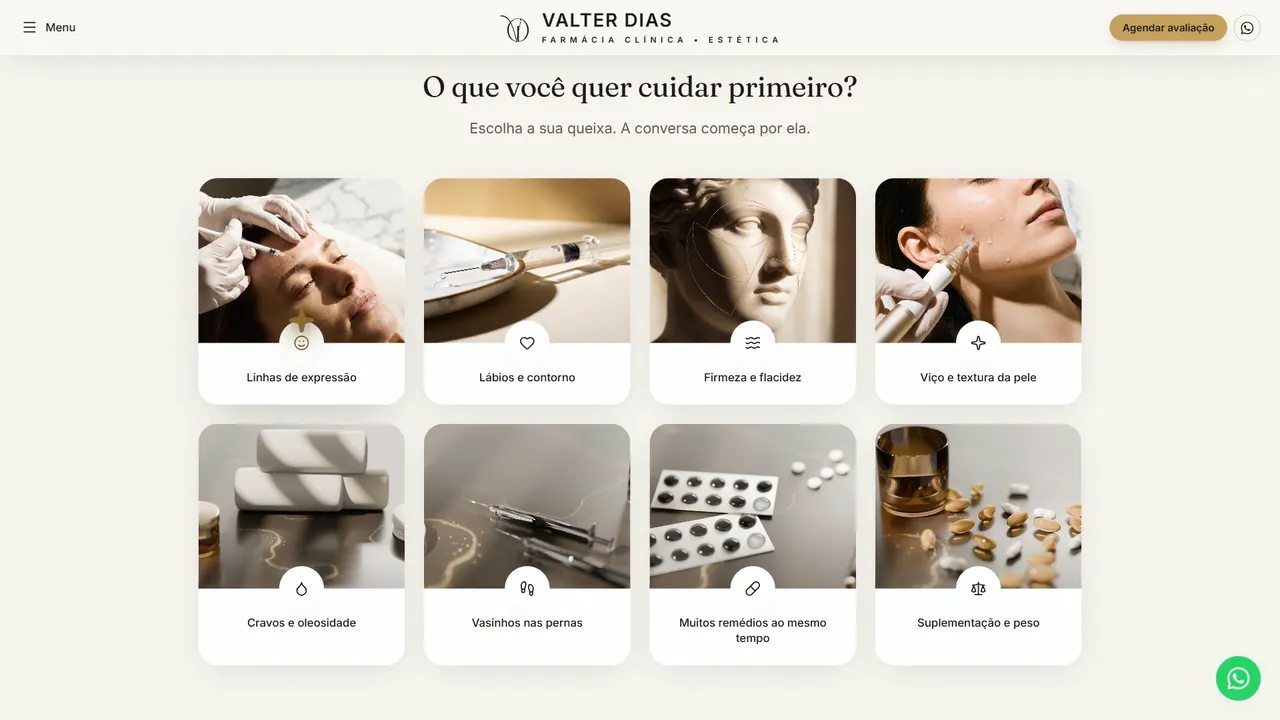 Menu
VALTER DIAS
FARMÁCIA CLÍNICA • ESTÉTICA
Agendar avaliação
O que você quer cuidar primeiro?
Escolha a sua queixa. A conversa começa por ela.
Linhas de expressão
Lábios e contorno
Firmeza e flacidez
Viço e textura da pele
Cravos e oleosidade
Vasinhos nas pernas
Muitos remédios ao mesmo
tempo
Suplementação e peso